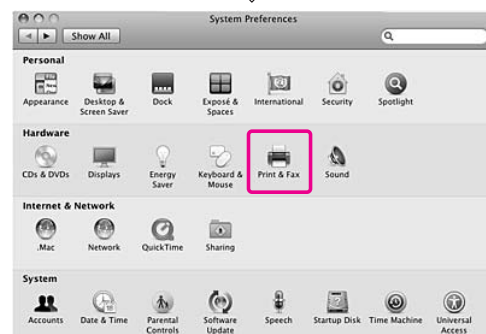 System Preferences
Show All
Personal
Appearance
Desktop &
Screen Saver
Dock
Exposé &
Spaces
International
Security
Spotlight
Hardware
CDs & DVDs
Displays
Energy
Saver
Keyboard &
Mouse
Print & Fax
Sound
Internet & Network
.Mac
Network
QuickTime
Sharing
System
Accounts
Date & Time
Parental
Controls
Software
Update
Speech
Startup Disk
Time Machine
Universal
Access